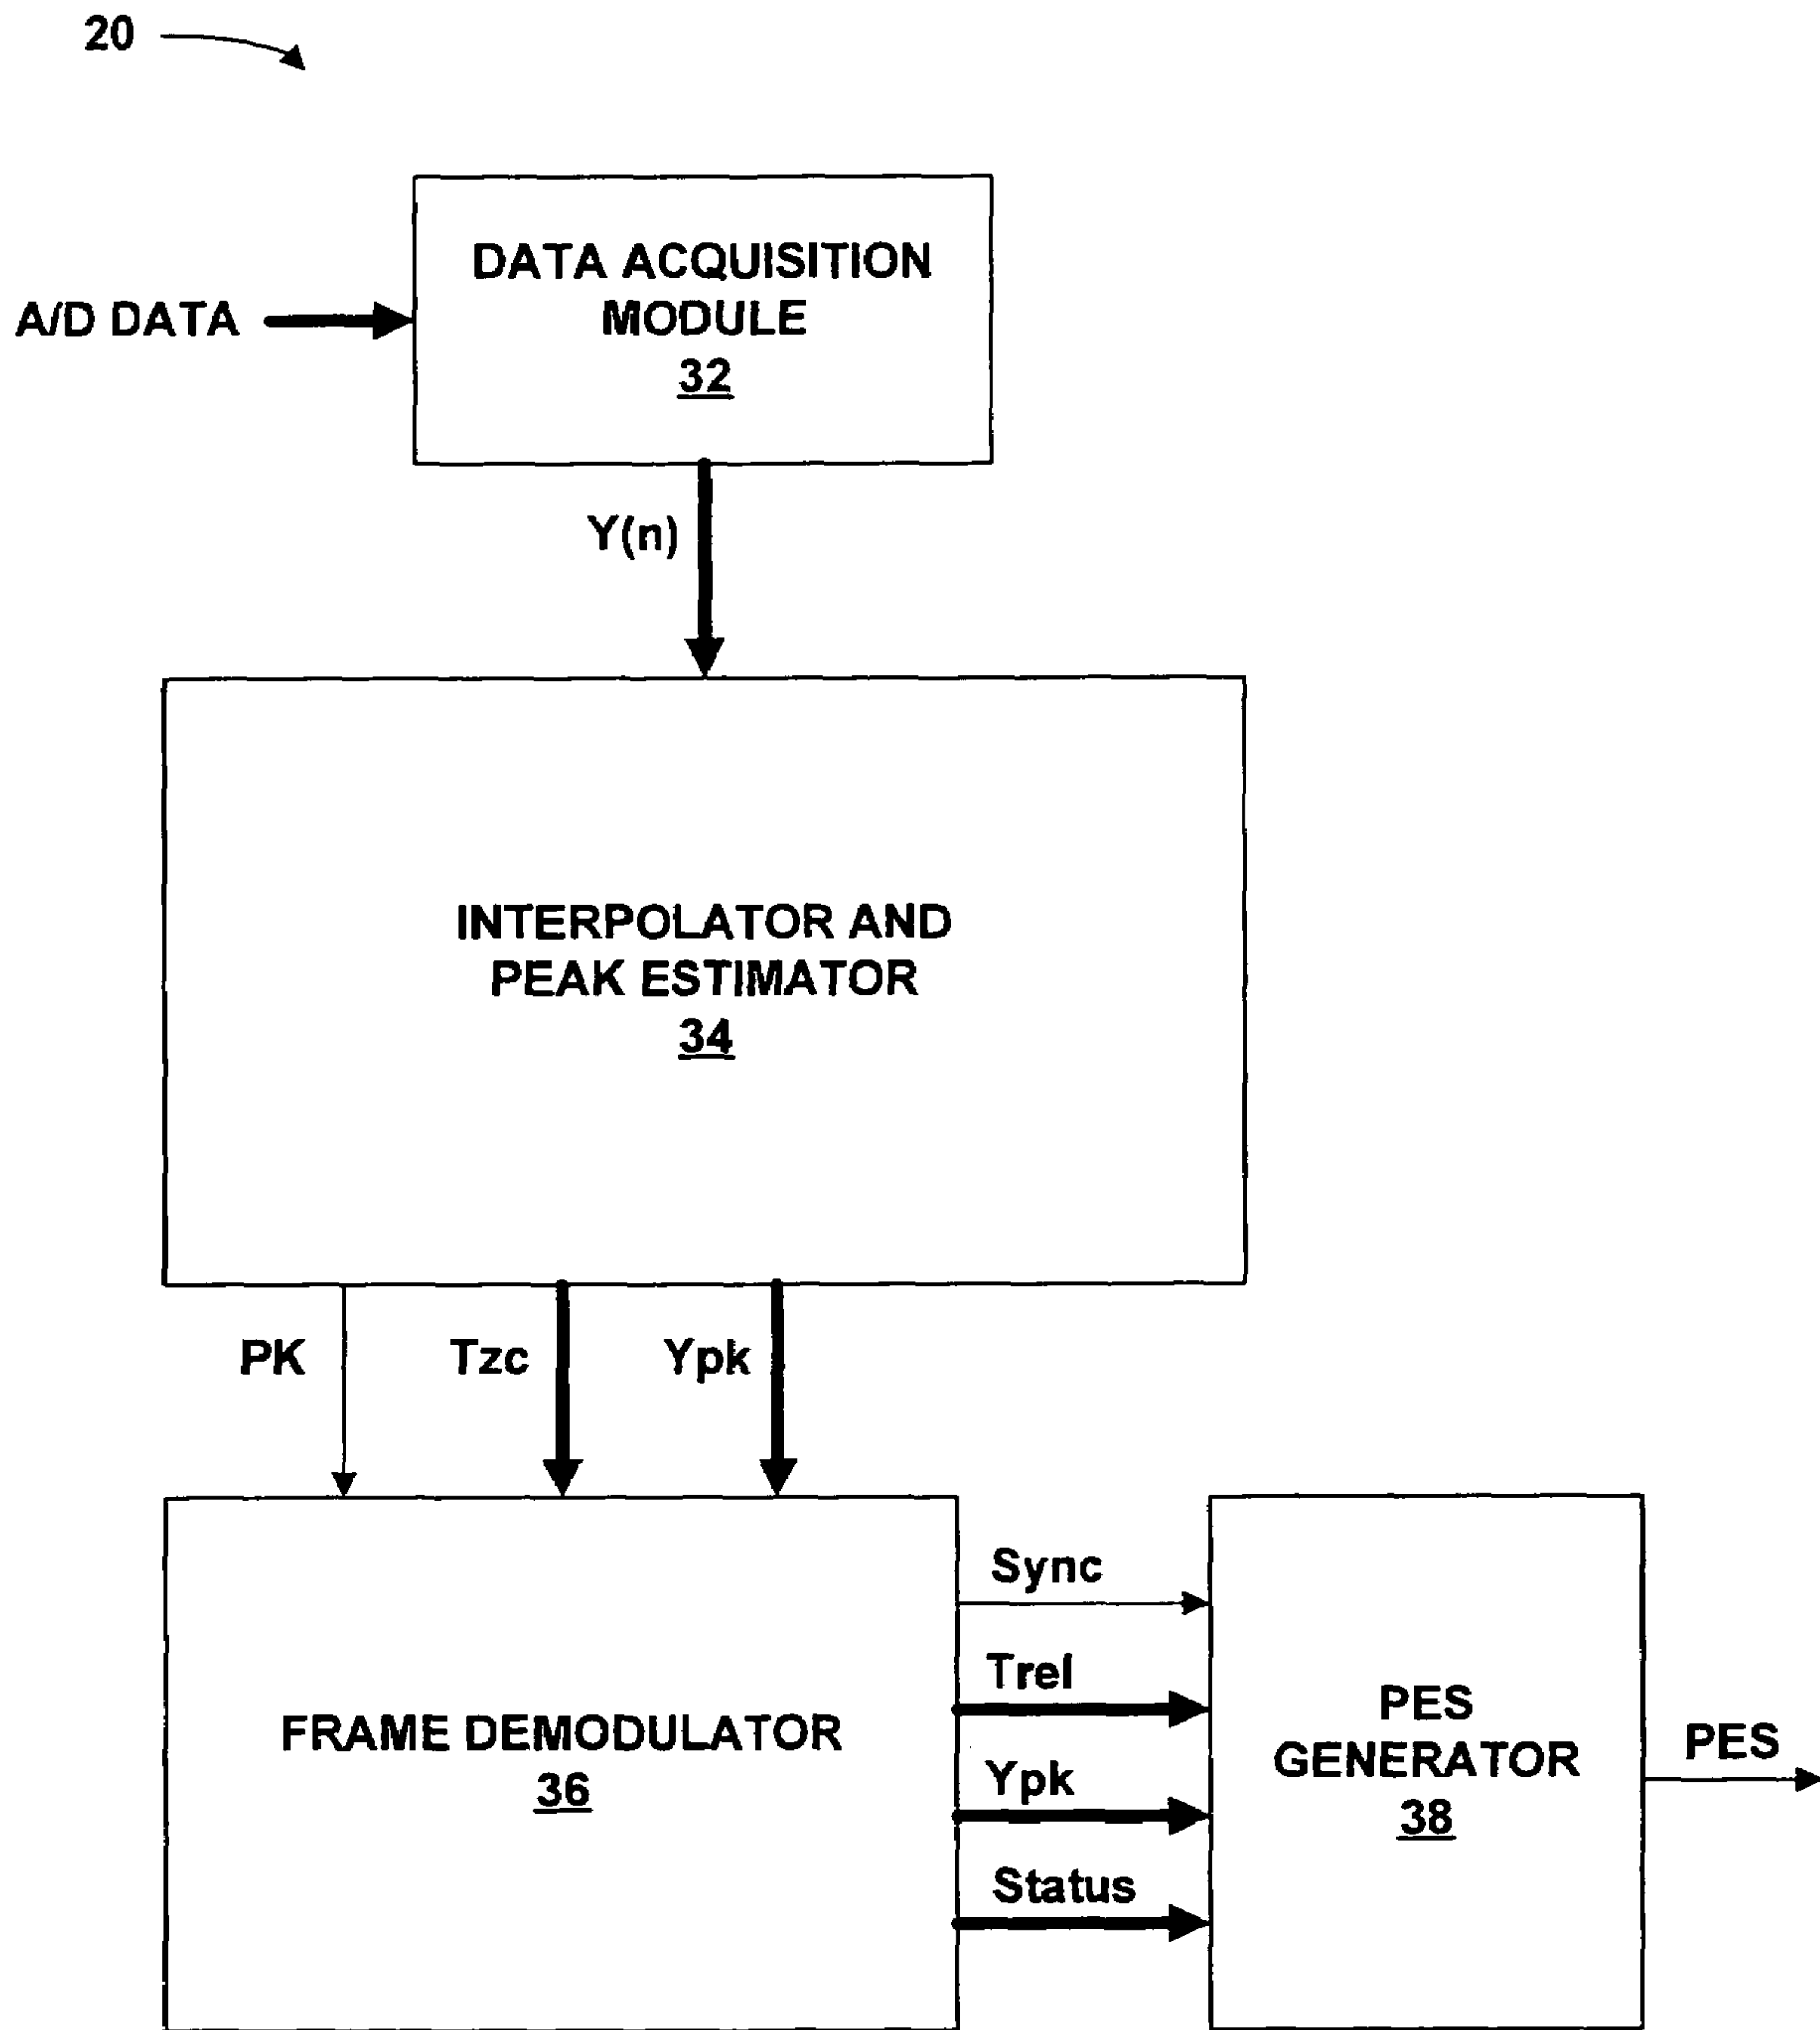 20
DATA ACQUISITION
MODULE
32
A/D DATA
Y(n)
INTERPOLATOR AND
PEAK ESTIMATOR
34
PK
Tzc
Ypk
Sync
Trel
Ypk
Status
FRAME DEMODULATOR
36
PES
GENERATOR
38
PES